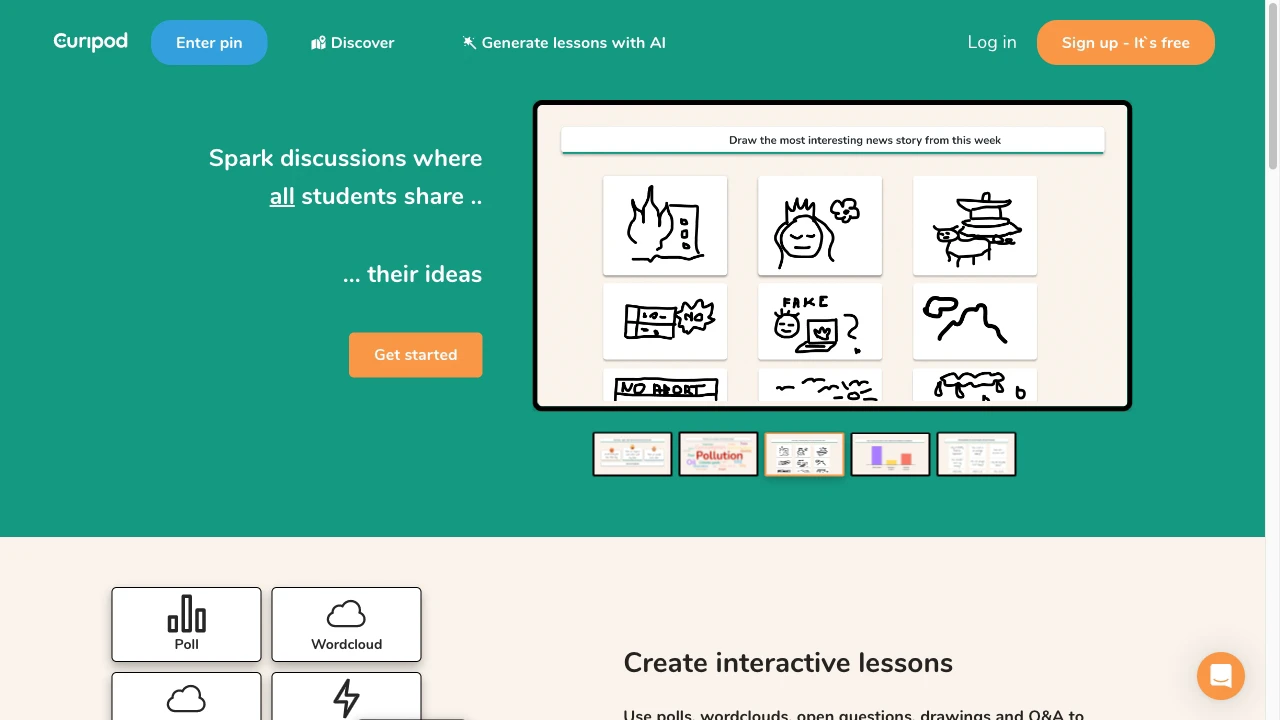 Curipod
Enter pin
Discover
Generate lessons with AI
Log in
Sign up - It`s free
Spark discussions where
all students share ..
... their ideas
Get started
Draw the most interesting news story from this week
NO
FAKE
?
NO ABORT
Pollution
Poll
Wordcloud
Create interactive lessons
Use polls, wordclouds, open questions, drawings and Q&A to